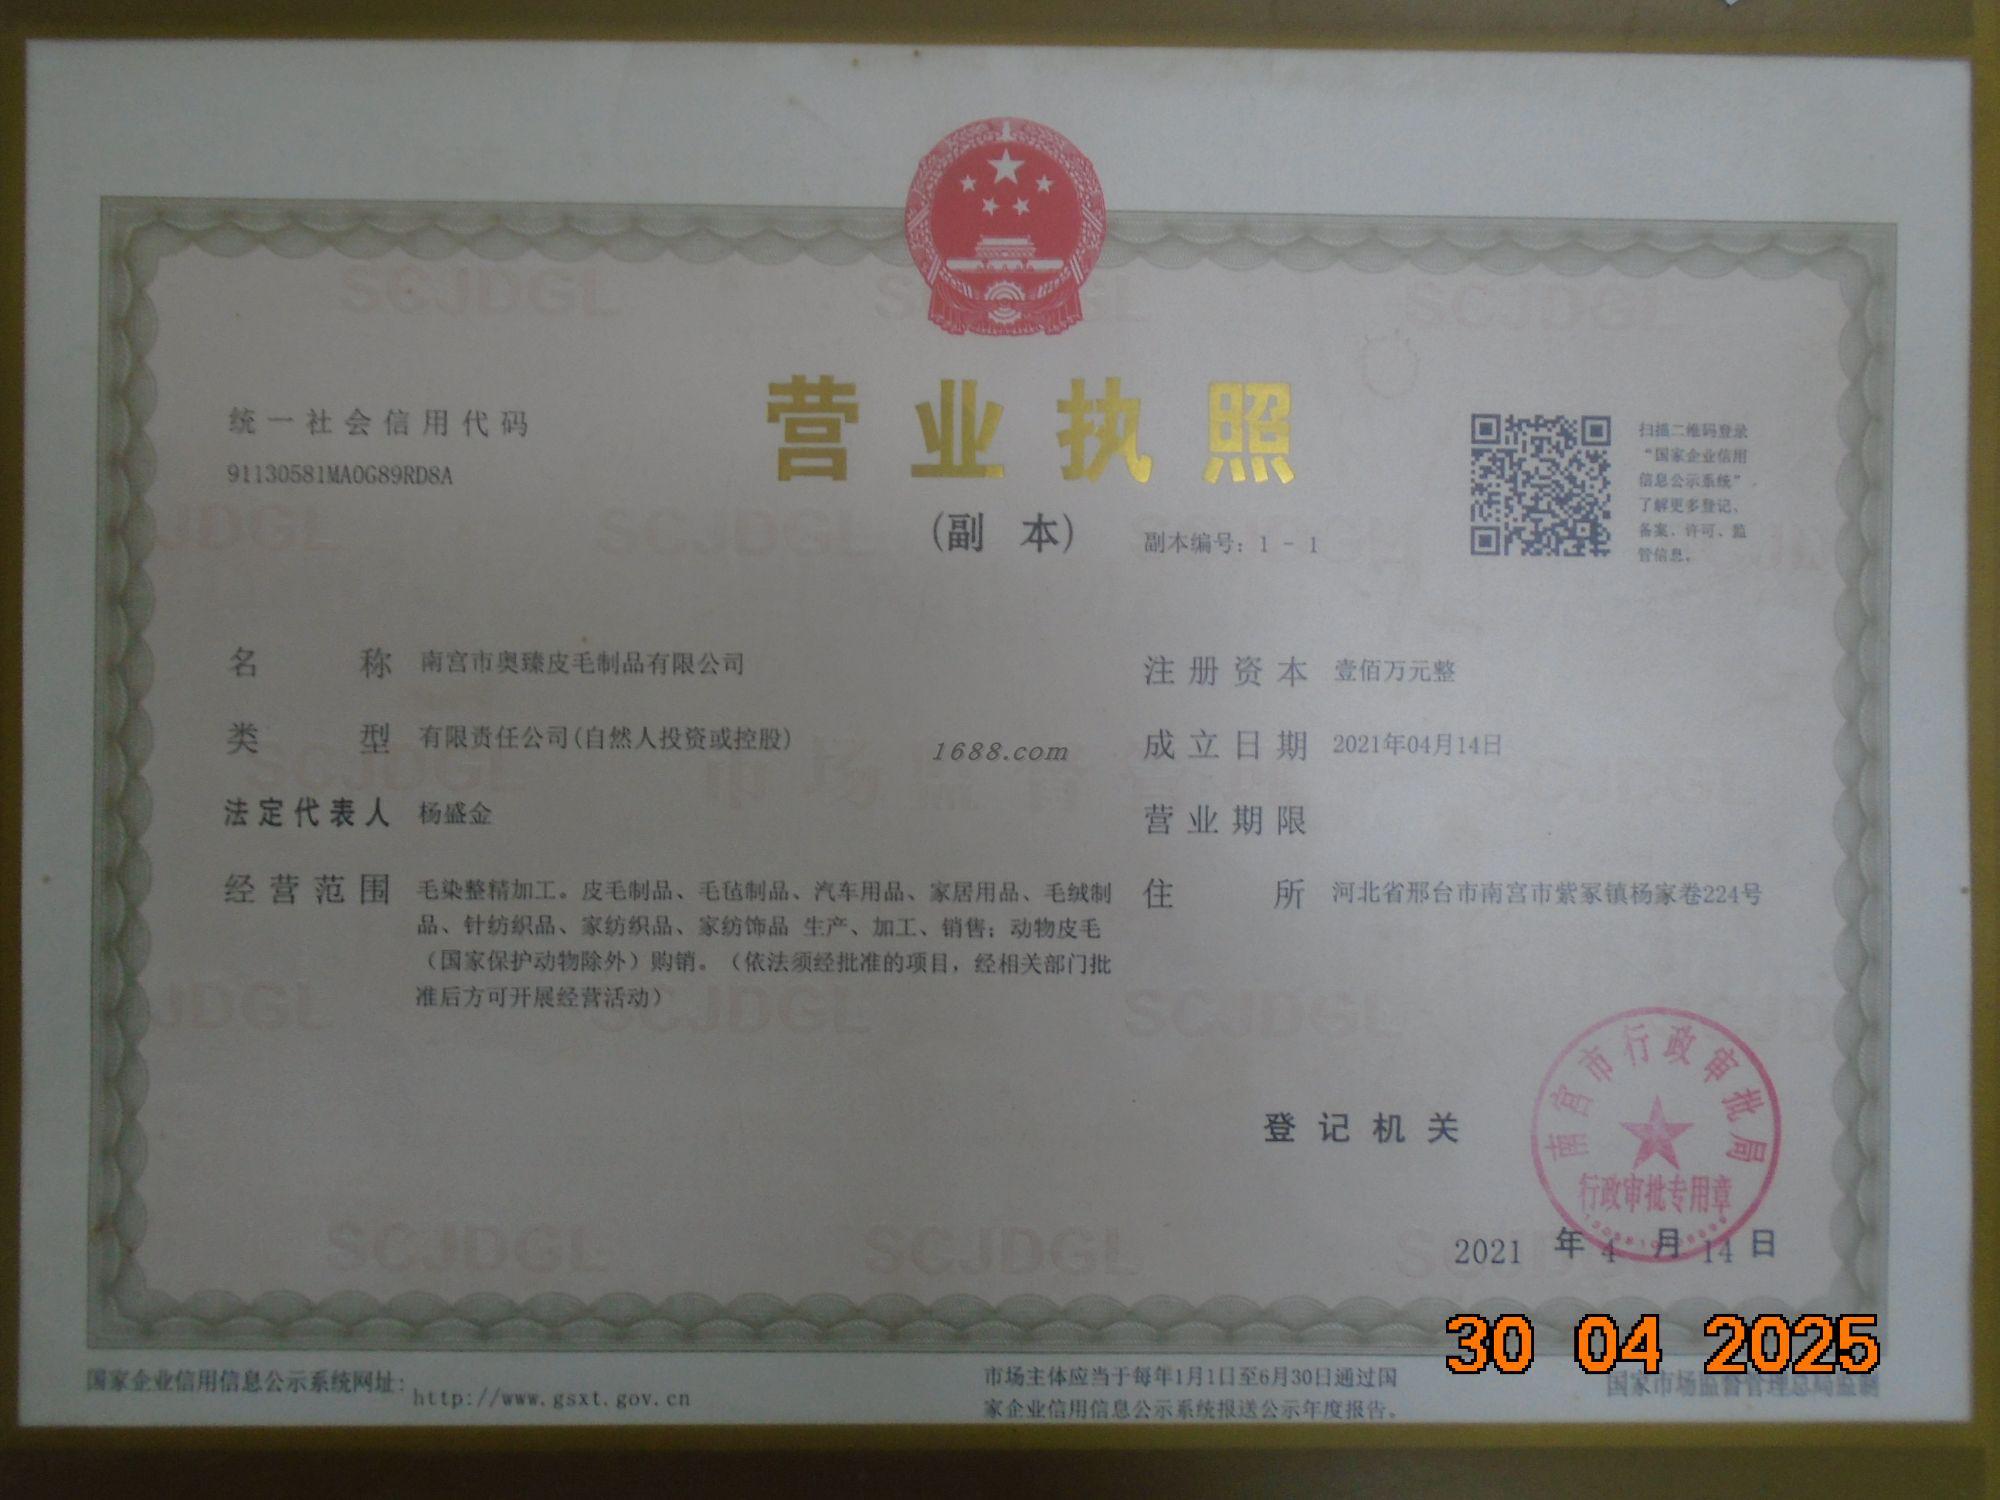 统一社会信用代码
91130581MA0G89RD8A
营业执照
(副 本)
副本编号: 1 - 1
扫描二维码登录
“国家企业信用
信息公示系统”,
了解更多登记、
备案、许可、监
管信息。
名 称 南宫市奥臻皮毛制品有限公司
类 型 有限责任公司(自然人投资或控股)
法定代表人 杨盛金
经营范围 毛染整精加工。皮毛制品、毛毡制品、汽车用品、家居用品、毛绒制
品、针纺织品、家纺织品、家纺饰品 生产、加工、销售;动物皮毛
(国家保护动物除外)购销。(依法须经批准的项目,经相关部门批
准后方可开展经营活动)
1688.com
注册资本 壹佰万元整
成立日期 2021年04月14日
营业期限
住 所 河北省邢台市南宫市紫冢镇杨家卷224号
登记机关
南宫市行政审批局
行政审批专用章
2021 年 4 月 14 日
30 04 2025
国家企业信用信息公示系统网址: http://www.gsxt.gov.cn
市场主体应当于每年1月1日至6月30日通过国
家企业信用信息公示系统报送公示年度报告。
国家市场监督管理总局监制
SCJDGL
市场监督管理